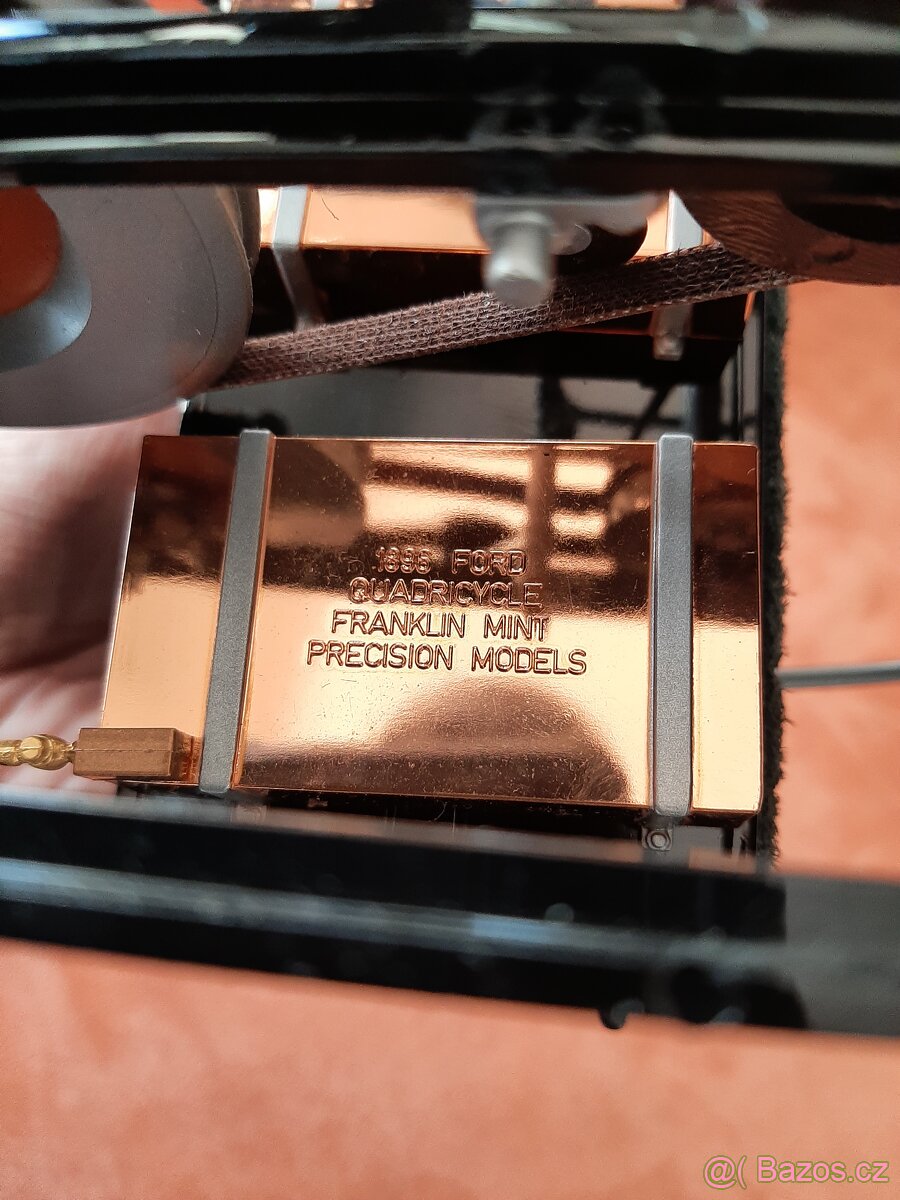 1896 FORD
QUADRICYCLE
FRANKLIN MINT
PRECISION MODELS
@( Bazos.cz